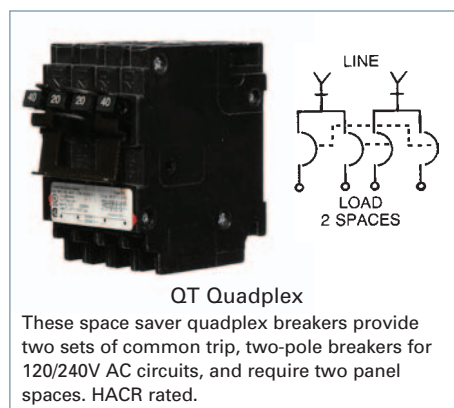 40 20 20 40
LINE
LOAD
2 SPACES
QT Quadplex
These space saver quadplex breakers provide
two sets of common trip, two-pole breakers for
120/240V AC circuits, and require two panel
spaces. HACR rated.